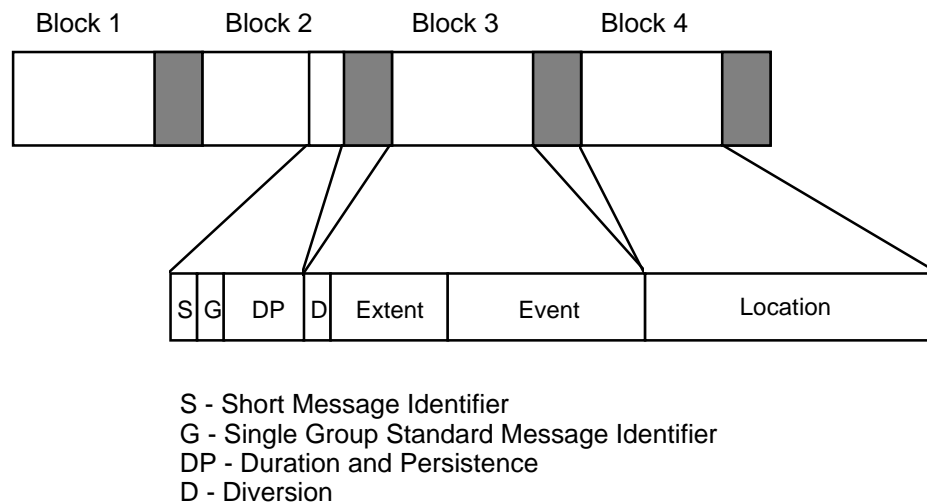 Block 1 Block 2 Block 3 Block 4
S G DP D Extent Event Location
S - Short Message Identifier
G - Single Group Standard Message Identifier
DP - Duration and Persistence
D - Diversion